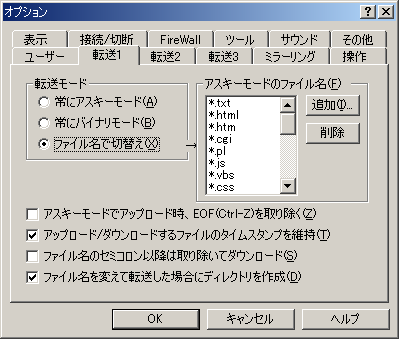 オプション
表示 接続/切断 FireWall ツール サウンド その他
ユーザー 転送1 転送2 転送3 ミラーリング 操作
転送モード
常にアスキーモード(A)
常にバイナリモード(B)
ファイル名で切替え(X)
→
アスキーモードのファイル名(F)
*.txt
*.html
*.htm
*.cgi
*.pl
*.js
*.vbs
*.css
追加(I)...
削除
アスキーモードでアップロード時、EOF(Ctrl-Z)を取り除く(Z)
アップロード/ダウンロードするファイルのタイムスタンプを維持(T)
ファイル名のセミコロン以降は取り除いてダウンロード(S)
ファイル名を変えて転送した場合にディレクトリを作成(D)
OK キャンセル ヘルプ